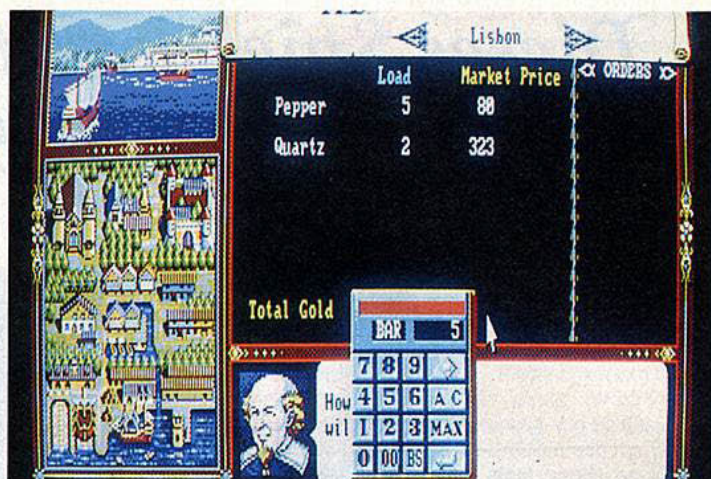 Lisbon
Load Market Price ORDERS
Pepper 5 80
Quartz 2 323
Total Gold
BAR 5
7 8 9
How 4 5 6 AC
wil 1 2 3 MAX
0 00 BS